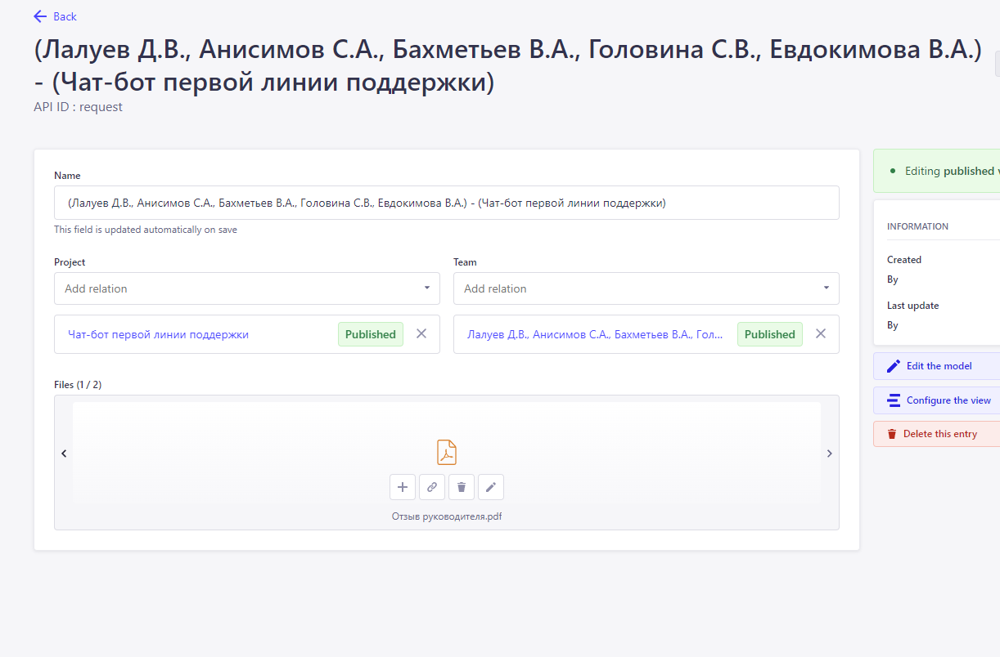 Back
(Лалуев Д.В., Анисимов С.А., Бахметьев В.А., Головина С.В., Евдокимова В.А.)
- (Чат-бот первой линии поддержки)
API ID : request
Name
(Лалуев Д.В., Анисимов С.А., Бахметьев В.А., Головина С.В., Евдокимова В.А.) - (Чат-бот первой линии поддержки)
This field is updated automatically on save
Project
Team
Add relation
Add relation
Чат-бот первой линии поддержки
Published
Лалуев Д.В., Анисимов С.А., Бахметьев В.А., Гол...
Published
Files (1 / 2)
Отзыв руководителя.pdf
Editing published v
INFORMATION
Created
By
Last update
By
Edit the model
Configure the view
Delete this entry